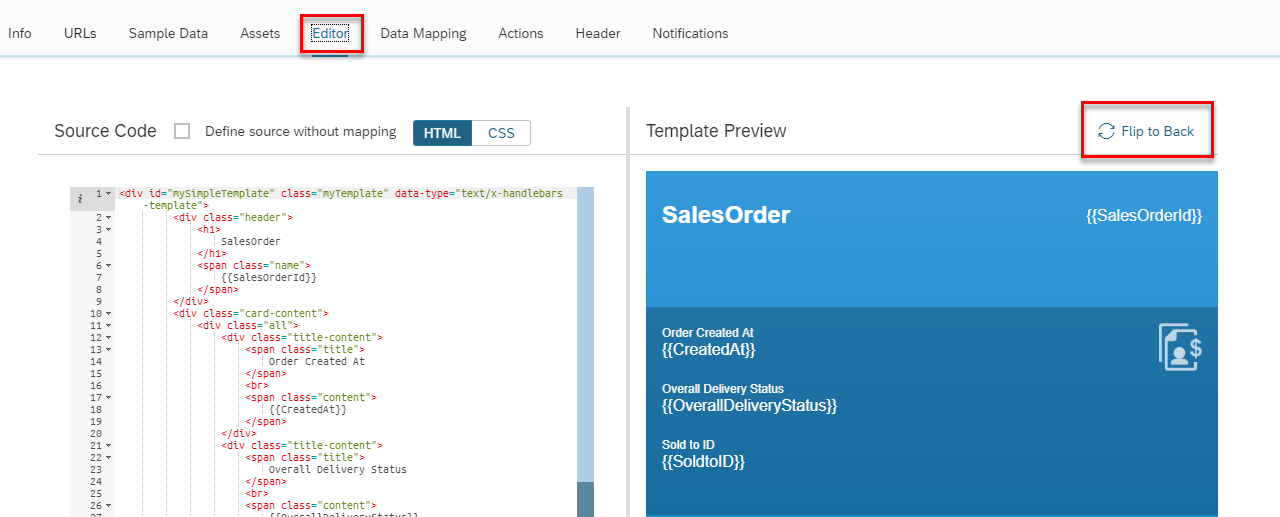 Info URLs Sample Data Assets Editor Data Mapping Actions Header Notifications
Source Code Define source without mapping HTML CSS
i
1 <div id="mySimpleTemplate" class="myTemplate" data-type="text/x-handlebars
-template">
2 <div class="header">
3 <h1>
4 SalesOrder
5 </h1>
6 <span class="name">
7 {{SalesOrderId}}
8 </span>
9 </div>
10 <div class="card-content">
11 <div class="all">
12 <div class="title-content">
13 <span class="title">
14 Order Created At
15 </span>
16 <br>
17 <span class="content">
18 {{CreatedAt}}
19 </span>
20 </div>
21 <div class="title-content">
22 <span class="title">
23 Overall Delivery Status
24 </span>
25 <br>
26 <span class="content">
27 {{OverallDeliveryStatus}}
Template Preview Flip to Back
SalesOrder {{SalesOrderId}}
Order Created At
{{CreatedAt}}
$
Overall Delivery Status
{{OverallDeliveryStatus}}
Sold to ID
{{SoldtoID}}